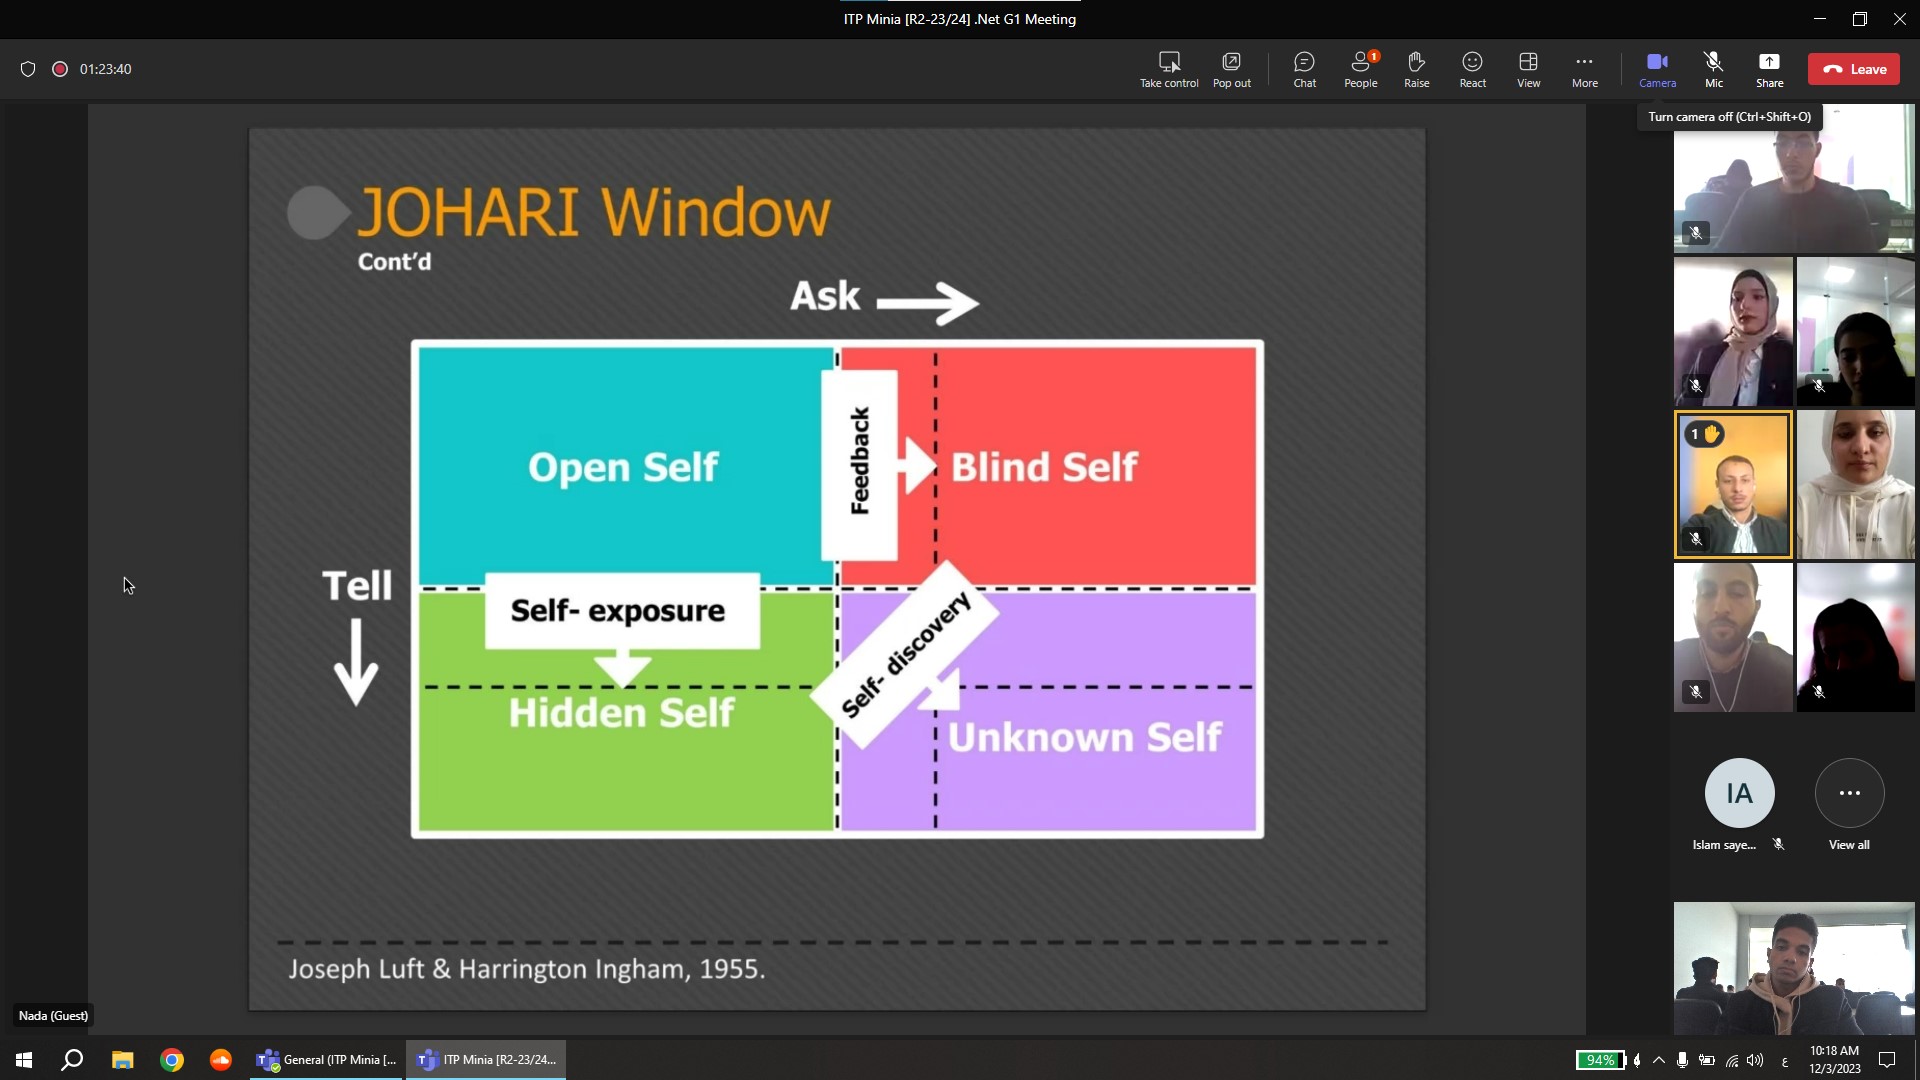 ITP Minia [R2-23/24] .Net G1 Meeting
01:23:40
Take control
Pop out
Chat
1
People
Raise
React
View
More
Camera
Mic
Share
Leave
Turn camera off (Ctrl+Shift+O)
JOHARI Window
Cont'd
Ask
Open Self
Feedback
Blind Self
Tell
Self- exposure
Self- discovery
Hidden Self
Unknown Self
Joseph Luft & Harrington Ingham, 1955.
Nada (Guest)
1
IA
Islam saye...
View all
General (ITP Minia [...
ITP Minia [R2-23/24...
94%
ع
10:18 AM
12/3/2023